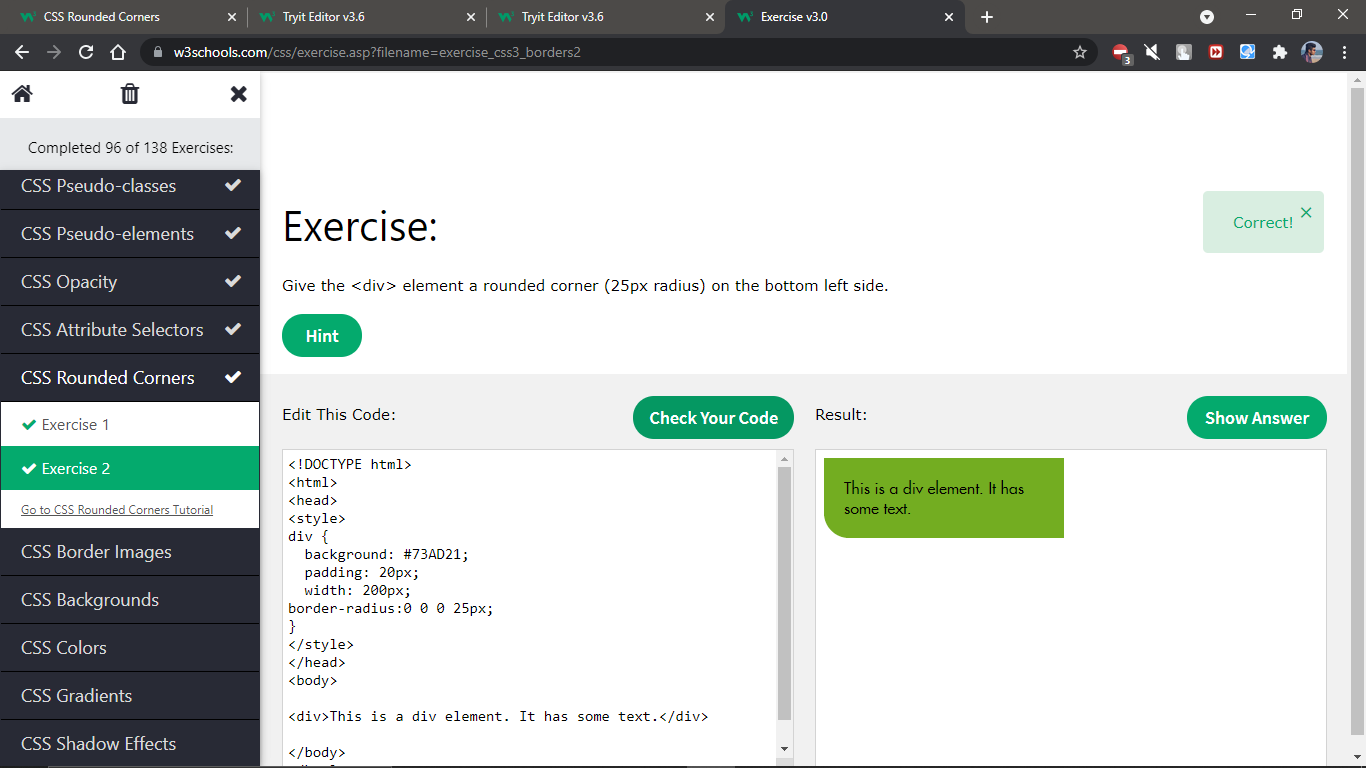 CSS Rounded Corners
Tryit Editor v3.6
Tryit Editor v3.6
Exercise v3.0
w3schools.com/css/exercise.asp?filename=exercise_css3_borders2
3
Completed 96 of 138 Exercises:
CSS Pseudo-classes
CSS Pseudo-elements
CSS Opacity
CSS Attribute Selectors
CSS Rounded Corners
Exercise 1
Exercise 2
Go to CSS Rounded Corners Tutorial
CSS Border Images
CSS Backgrounds
CSS Colors
CSS Gradients
CSS Shadow Effects
Exercise:
Correct!
Give the <div> element a rounded corner (25px radius) on the bottom left side.
Hint
Edit This Code:
Check Your Code
<!DOCTYPE html>
<html>
<head>
<style>
div {
  background: #73AD21;
  padding: 20px;
  width: 200px;
border-radius:0 0 0 25px;
}
</style>
</head>
<body>
<div>This is a div element. It has some text.</div>
</body>
Result:
Show Answer
This is a div element. It has
some text.